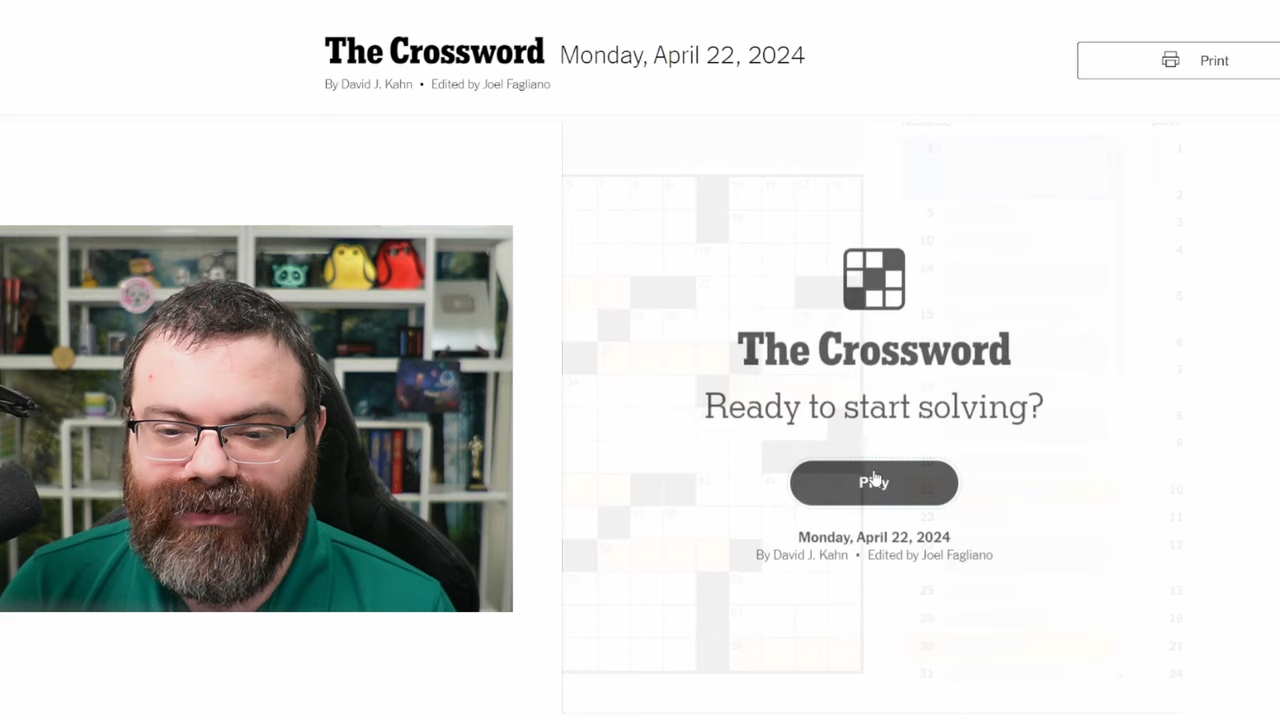 The Crossword Monday, April 22, 2024
By David J. Kahn • Edited by Joel Fagliano
Print
The Crossword
Ready to start solving?
Monday, April 22, 2024
By David J. Kahn • Edited by Joel Fagliano